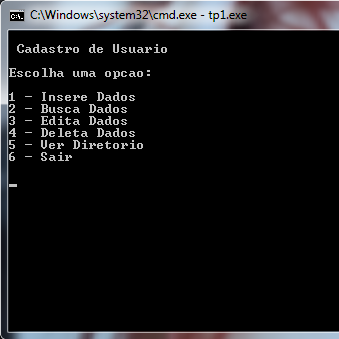 C:\Windows\system32\cmd.exe - tp1.exe
Cadastro de Usuario
Escolha uma opcao:
1 - Insere Dados
2 - Busca Dados
3 - Edita Dados
4 - Deleta Dados
5 - Ver Diretorio
6 - Sair